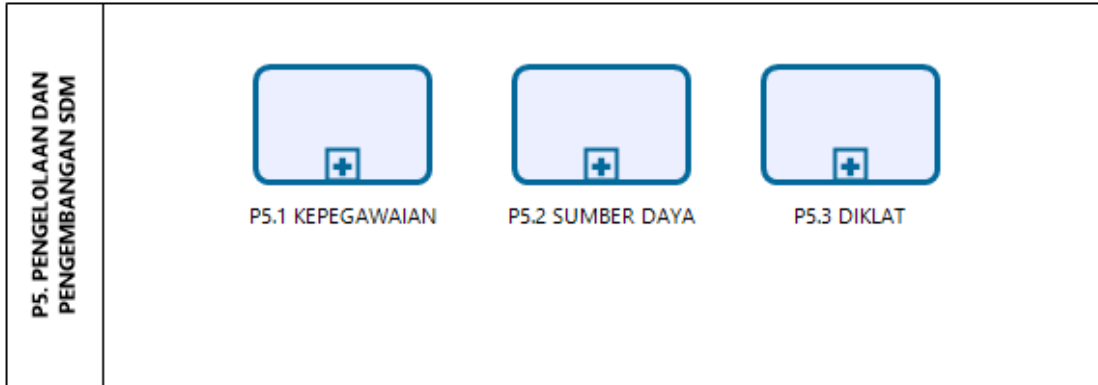 P5. PENGELOLAAN DAN
PENGEMBANGAN SDM
P5.1 KEPEGAWAIAN
P5.2 SUMBER DAYA
P5.3 DIKLAT